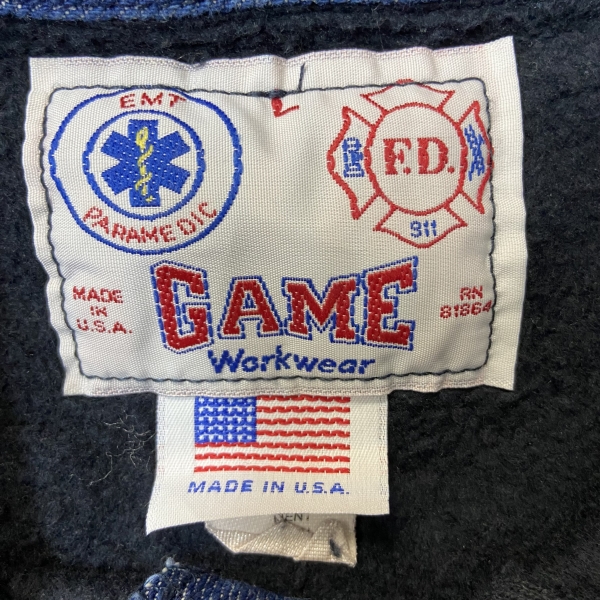 EMT
PARAMEDIC
L
F.D.
911
MADE
IN
U.S.A.
GAME
Workwear
RN
81864
MADE IN U.S.A.